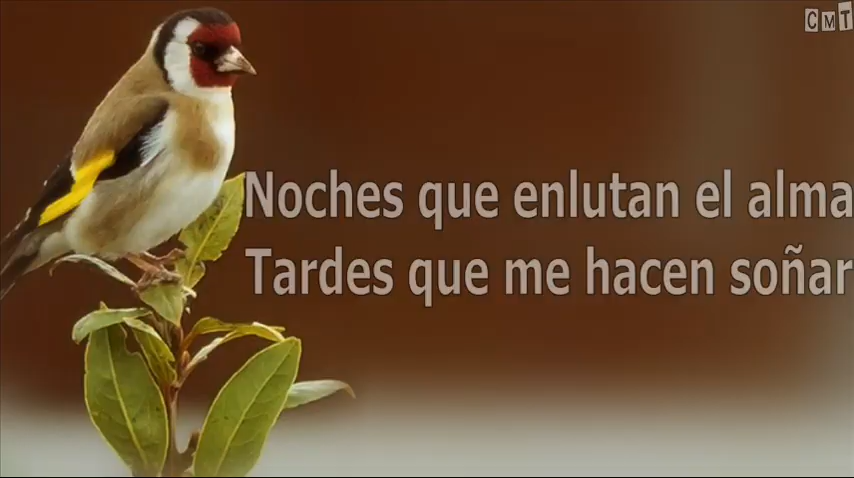 CMT
Noches que enlutan el alma
Tardes que me hacen soñar